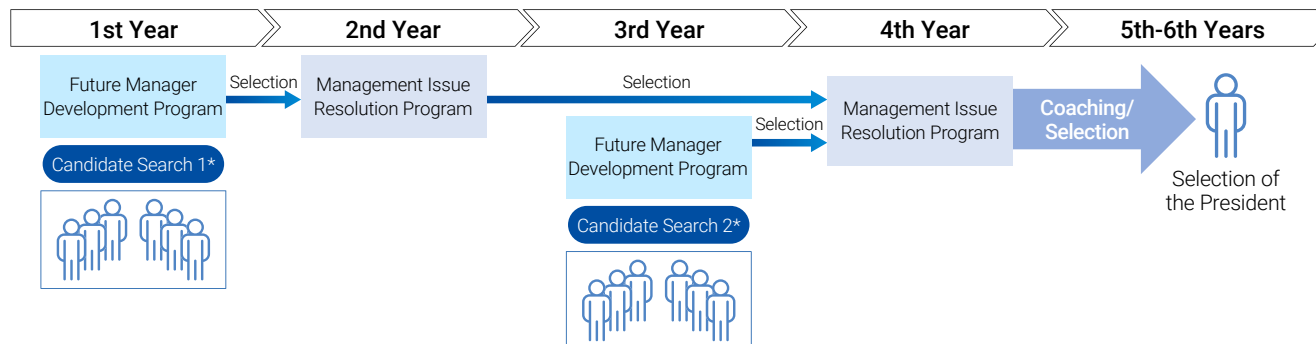 1st Year
2nd Year
3rd Year
4th Year
5th-6th Years
Future Manager
Development Program
Selection
Management Issue
Resolution Program
Selection
Candidate Search 1*
Future Manager
Development Program
Selection
Candidate Search 2*
Management Issue
Resolution Program
Coaching/
Selection
Selection of
the President